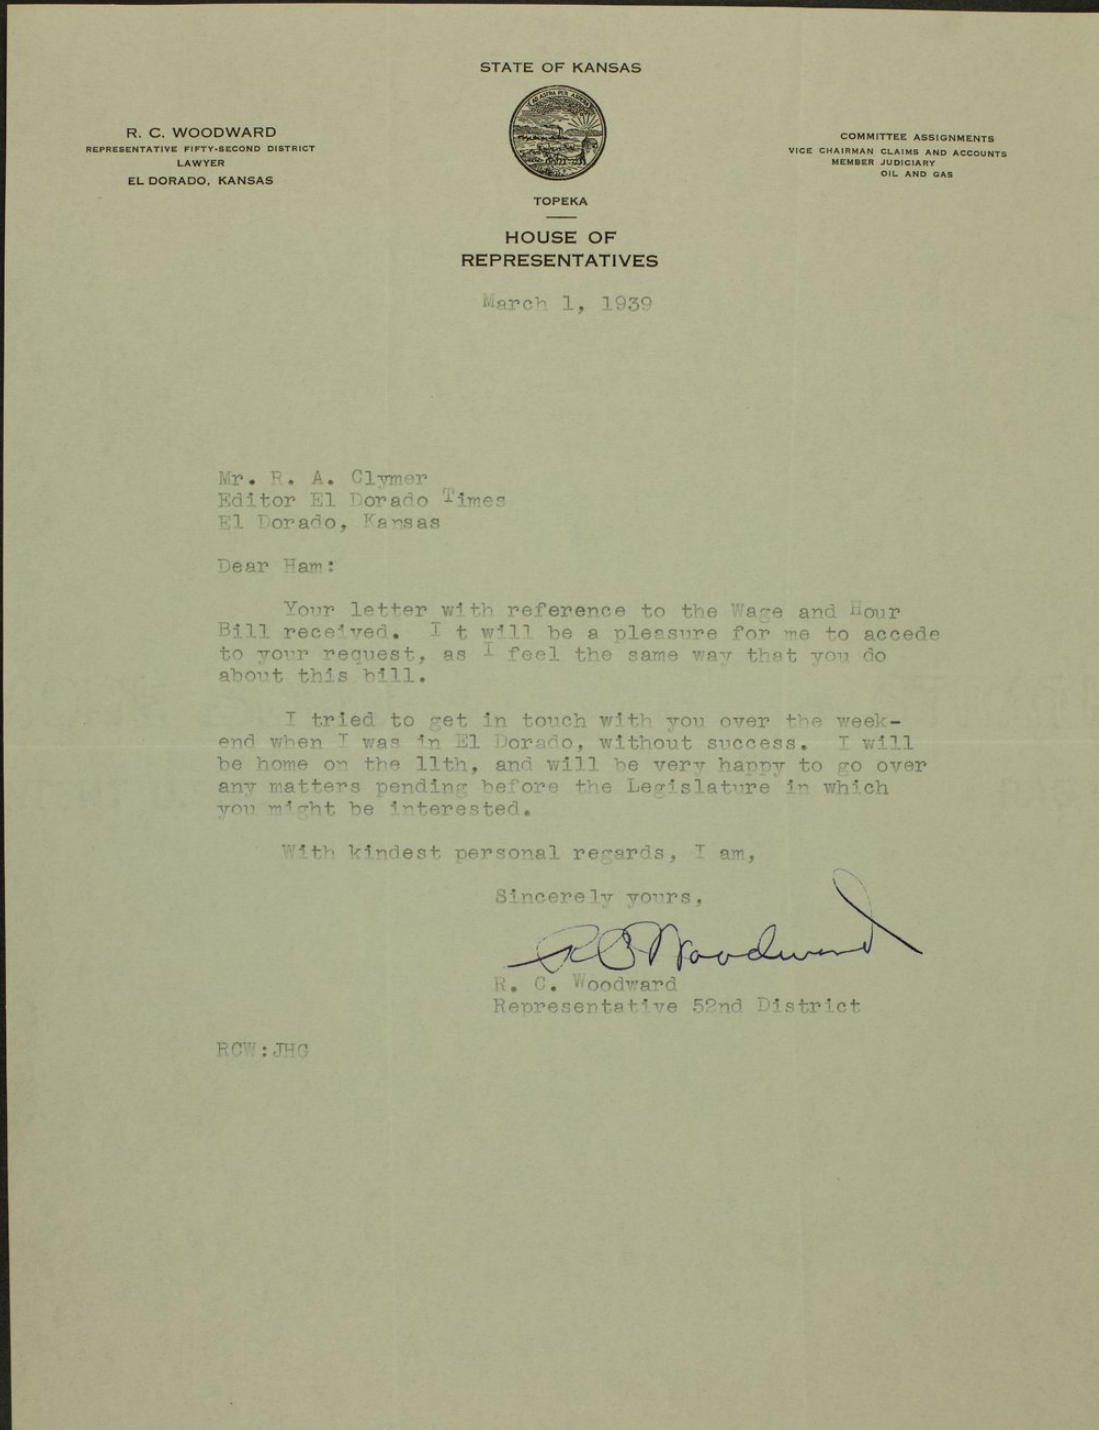 STATE OF KANSAS
AD ASTRA PER ASPERA
R. C. WOODWARD
REPRESENTATIVE FIFTY-SECOND DISTRICT
LAWYER
EL DORADO, KANSAS
COMMITTEE ASSIGNMENTS
VICE CHAIRMAN CLAIMS AND ACCOUNTS
MEMBER JUDICIARY
OIL AND GAS
TOPEKA
HOUSE OF
REPRESENTATIVES
March 1, 1939
Mr. R. A. Clymer
Editor El Dorado Times
El Dorado, Kansas
Dear Ham:
Your letter with reference to the Wage and Hour
Bill received. I t will be a pleasure for me to accede
to your request, as I feel the same way that you do
about this bill.
I tried to get in touch with you over the week-
end when I was in El Dorado, without success. I will
be home on the 11th, and will be very happy to go over
any matters pending before the Legislature in which
you might be interested.
With kindest personal regards, I am,
Sincerely yours,
R C Woodward
R. C. Woodward
Representative 52nd District
RCW:JHG